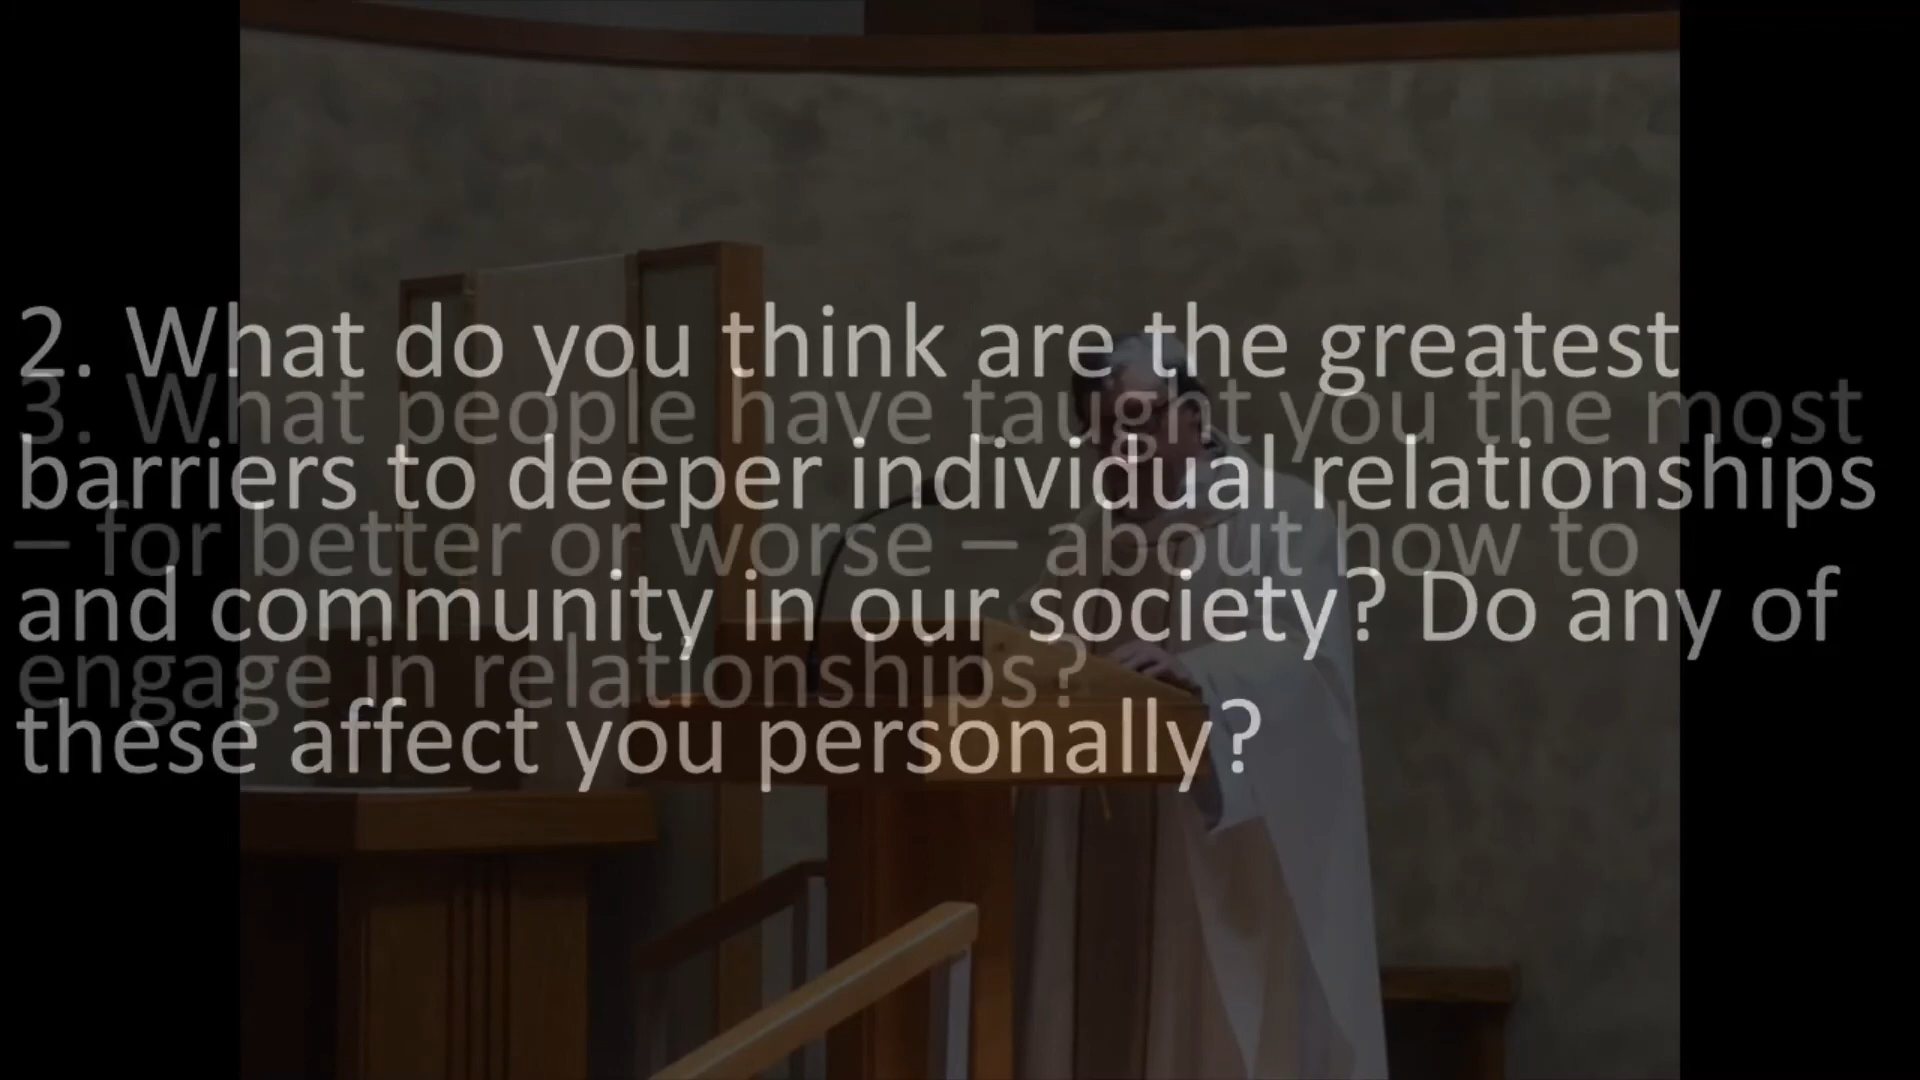 2. What do you think are the greatest
barriers to deeper individual relationships
and community in our society? Do any of
these affect you personally?
3. What people have taught you the most
– for better or worse – about how to
engage in relationships?